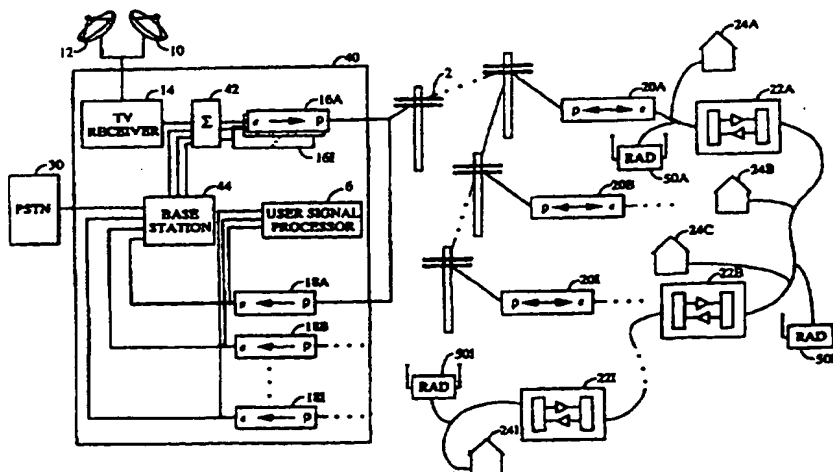 12
10
40
14
42
16A
2
20A
24A
22A
TV RECEIVER
Σ
e → p
p ↔ e
16I
RAD
50A
30
44
6
20B
24B
PSTN
BASE STATION
USER SIGNAL PROCESSOR
p ↔ e
24C
22B
18A
e ← p
20I
p ↔ e
18B
e ← p
RAD
50I
RAD
22I
18I
e ← p
24I